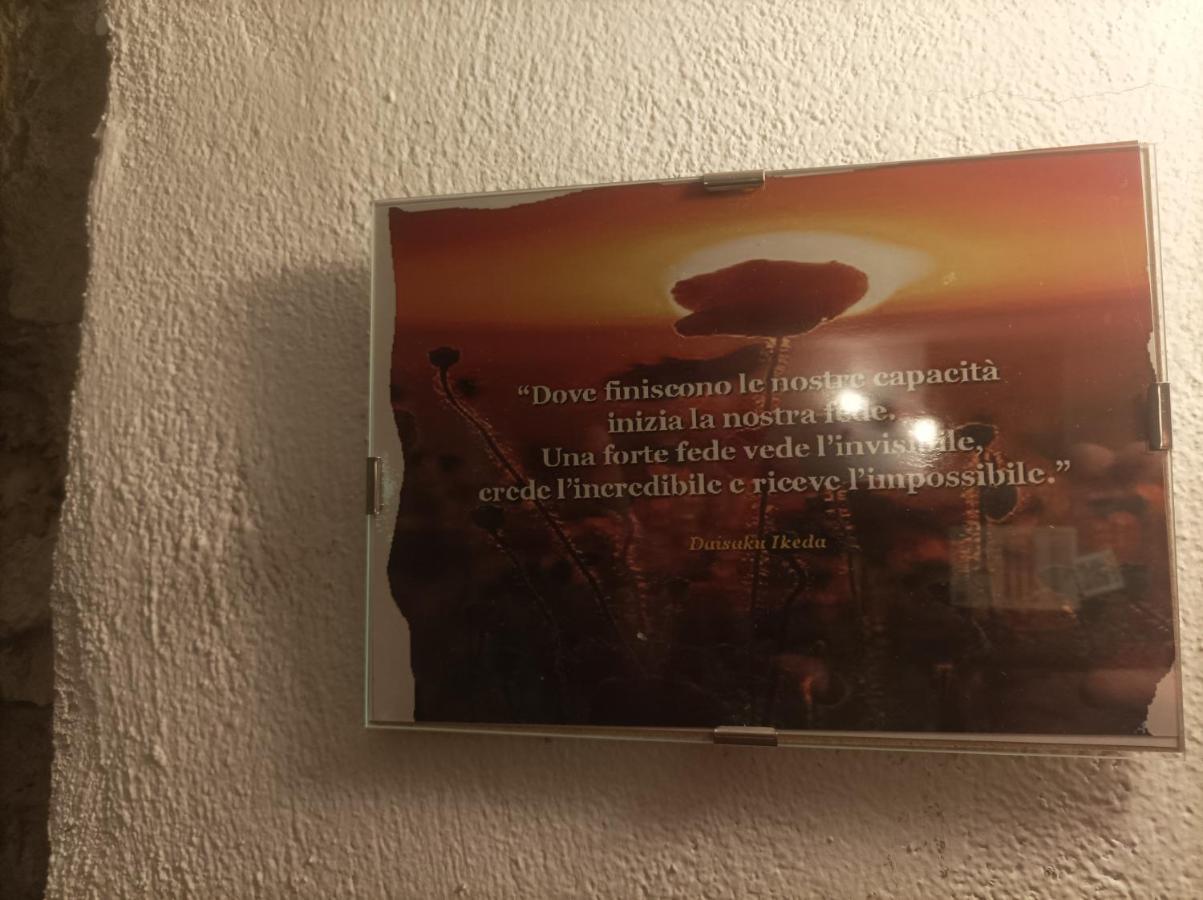 “Dove finiscono le nostre capacità
inizia la nostra fede.
Una forte fede vede l’invisibile,
crede l’incredibile e riceve l’impossibile.”
Daisaku Ikeda